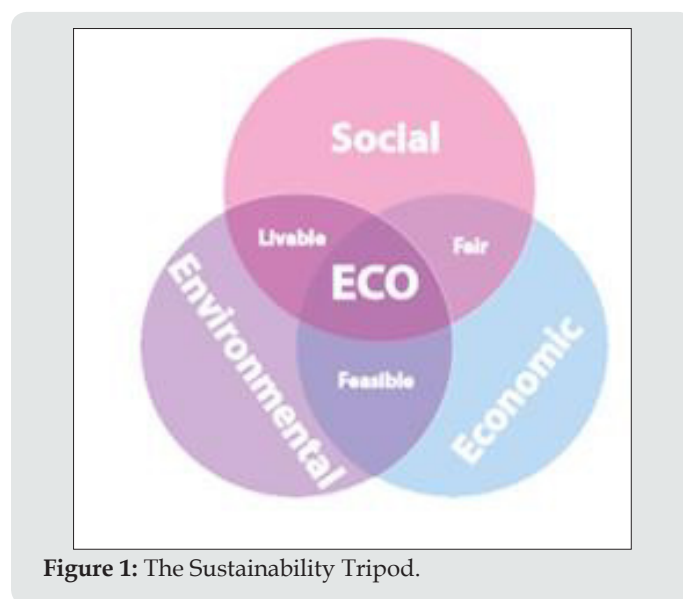 Social
Livable
Fair
ECO
Environmental
Feasible
Economic
Figure 1: The Sustainability Tripod.